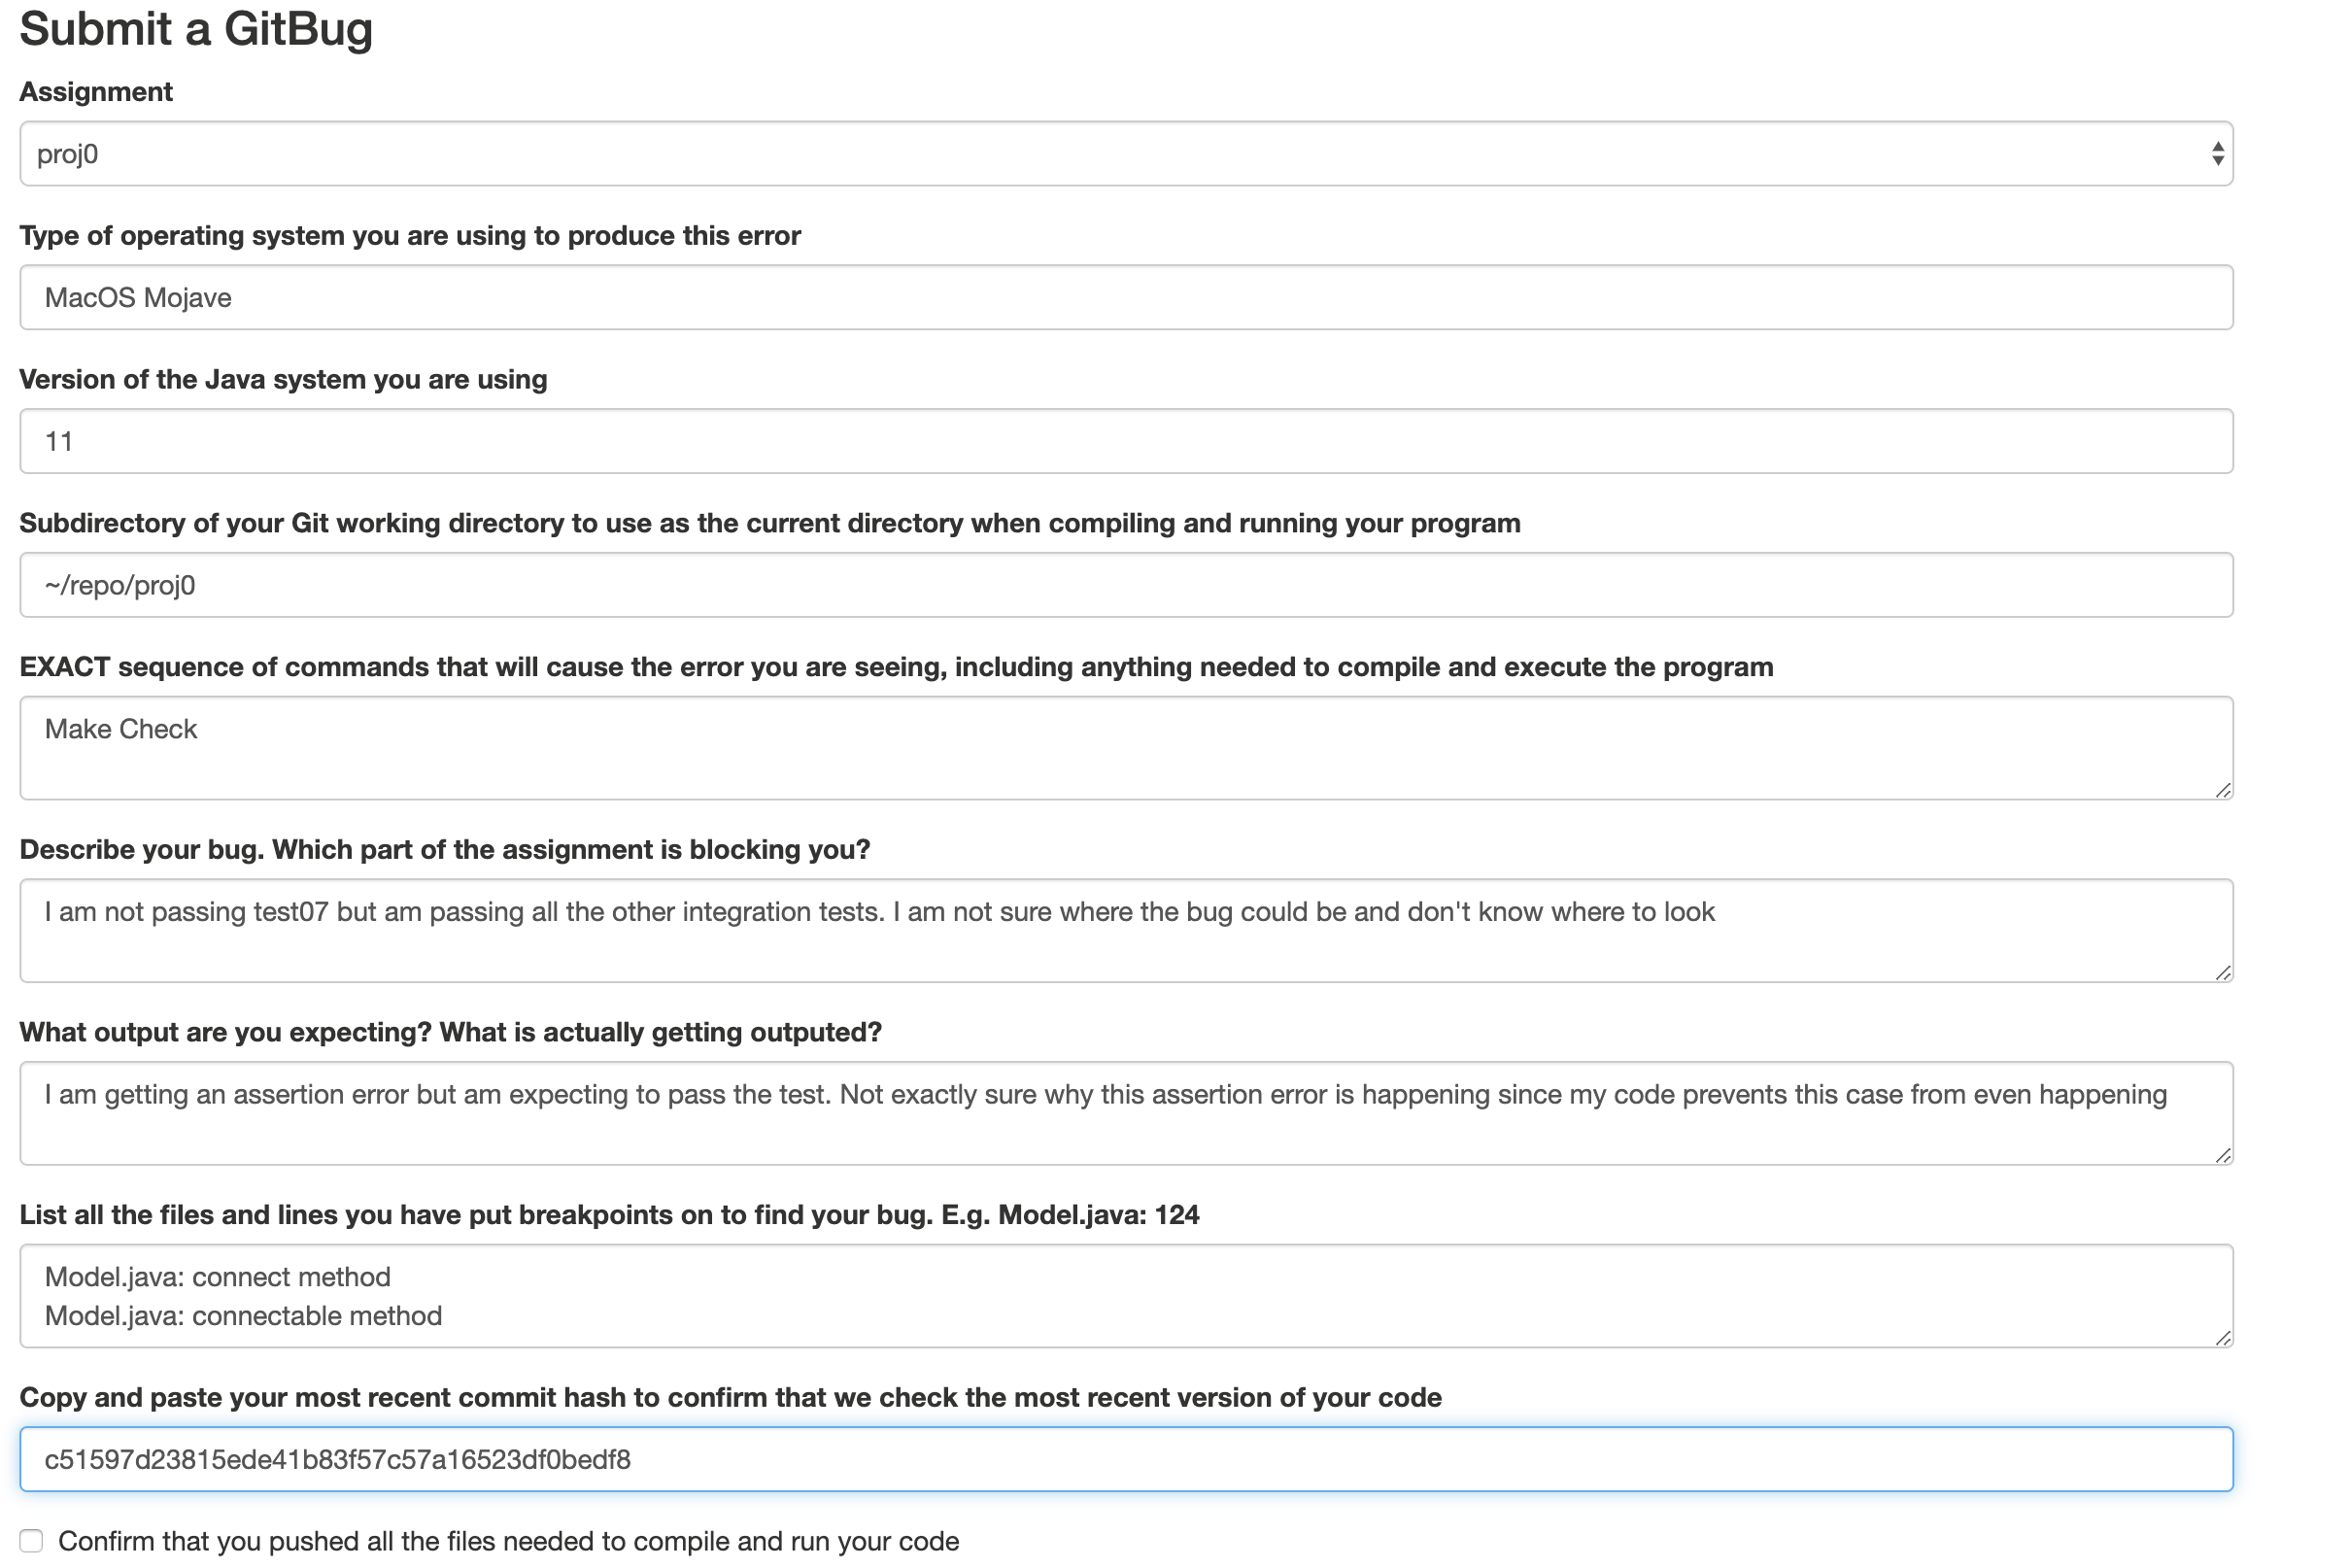 Submit a GitBug
Assignment
proj0
Type of operating system you are using to produce this error
MacOS Mojave
Version of the Java system you are using
11
Subdirectory of your Git working directory to use as the current directory when compiling and running your program
~/repo/proj0
EXACT sequence of commands that will cause the error you are seeing, including anything needed to compile and execute the program
Make Check
Describe your bug. Which part of the assignment is blocking you?
I am not passing test07 but am passing all the other integration tests. I am not sure where the bug could be and don't know where to look
What output are you expecting? What is actually getting outputed?
I am getting an assertion error but am expecting to pass the test. Not exactly sure why this assertion error is happening since my code prevents this case from even happening
List all the files and lines you have put breakpoints on to find your bug. E.g. Model.java: 124
Model.java: connect method
Model.java: connectable method
Copy and paste your most recent commit hash to confirm that we check the most recent version of your code
c51597d23815ede41b83f57c57a16523df0bedf8
Confirm that you pushed all the files needed to compile and run your code